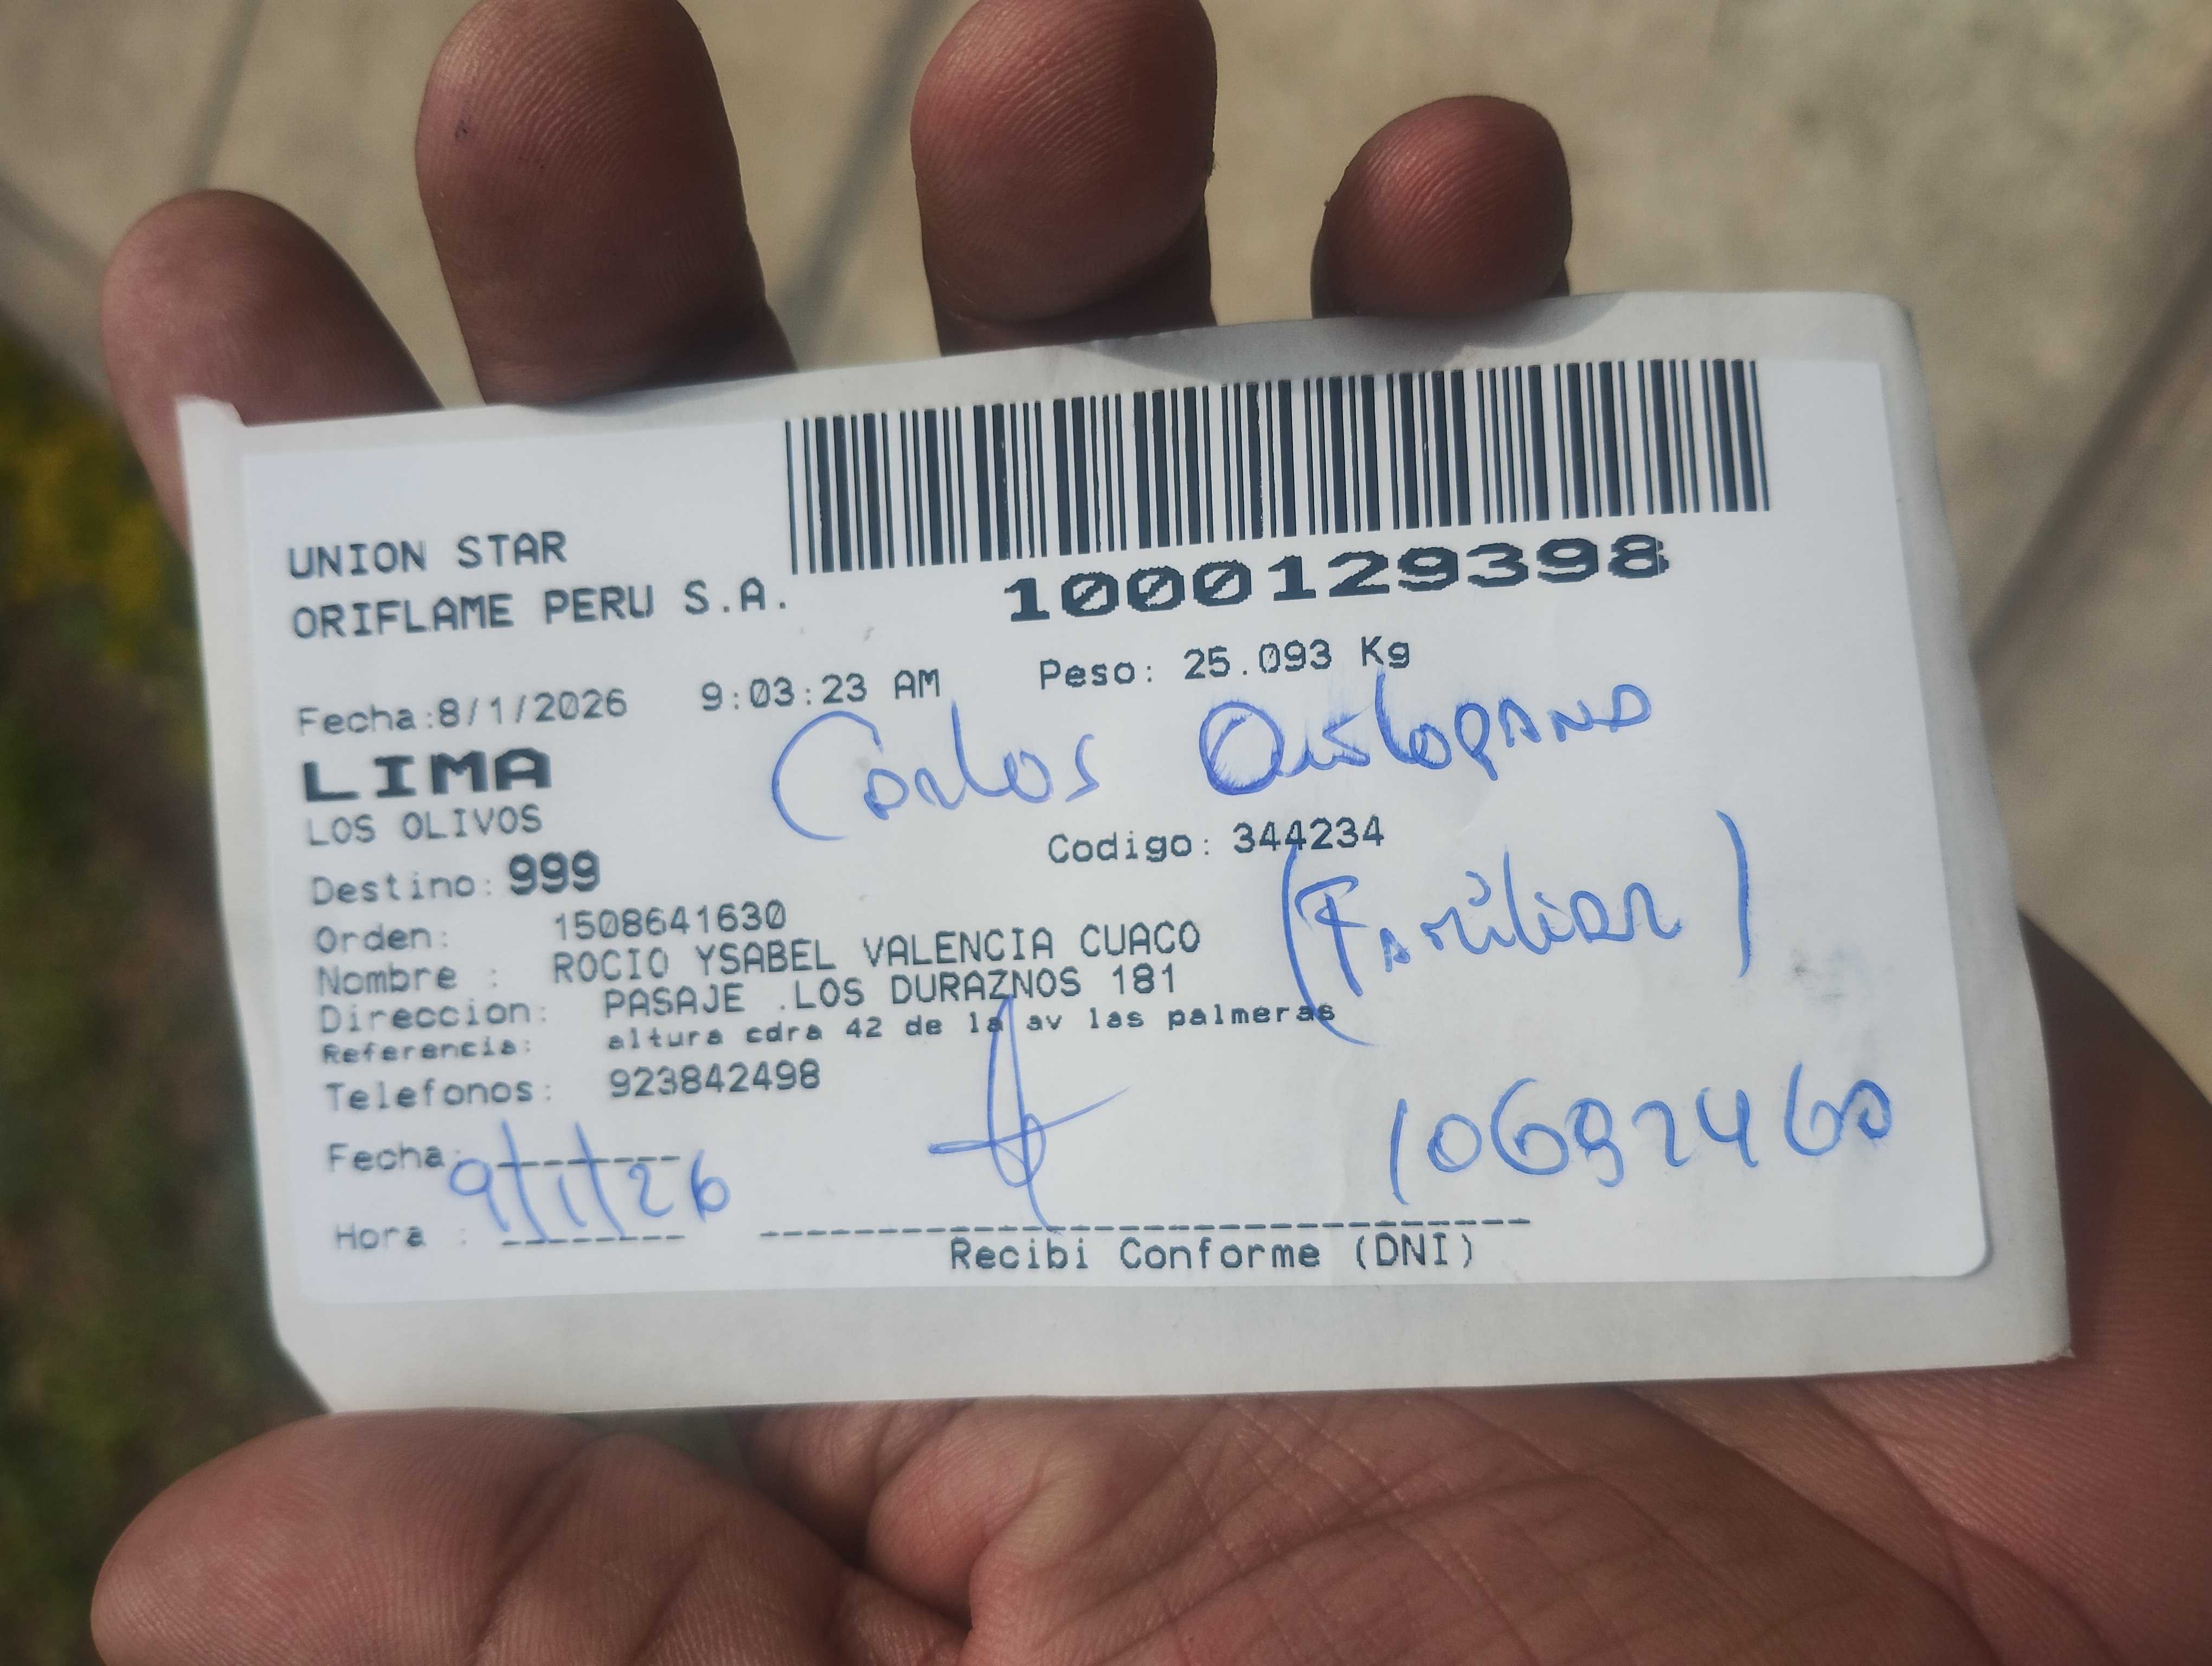 UNION STAR
ORIFLAME PERU S.A.
1000129398
Fecha:8/1/2026 9:03:23 AM Peso: 25.093 Kg
LIMA
Carlos
LOS OLIVOS
Codigo: 344234
Destino: 999
(Familiar)
Orden: 1508641630
Nombre : ROCIO YSABEL VALENCIA CUACO
Direccion: PASAJE .LOS DURAZNOS 181
Referencia: altura cdra 42 de la av las palmeras
Telefonos: 923842498
Fecha: 9/1/26
Hora :
Recibi Conforme (DNI)